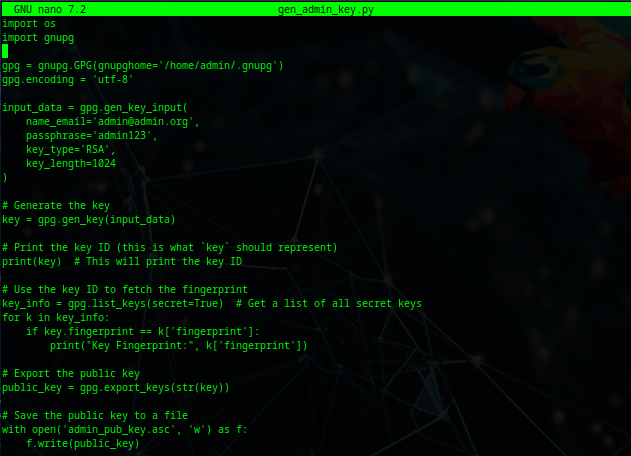 GNU nano 7.2 gen_admin_key.py
import os
import gnupg
gpg = gnupg.GPG(gnupghome='/home/admin/.gnupg')
gpg.encoding = 'utf-8'
input_data = gpg.gen_key_input(
    name_email='admin@admin.org',
    passphrase='admin123',
    key_type='RSA',
    key_length=1024
)
# Generate the key
key = gpg.gen_key(input_data)
# Print the key ID (this is what `key` should represent)
print(key)  # This will print the key ID
# Use the key ID to fetch the fingerprint
key_info = gpg.list_keys(secret=True)  # Get a list of all secret keys
for k in key_info:
    if key.fingerprint == k['fingerprint']:
        print("Key Fingerprint:", k['fingerprint'])
# Export the public key
public_key = gpg.export_keys(str(key))
# Save the public key to a file
with open('admin_pub_key.asc', 'w') as f:
    f.write(public_key)